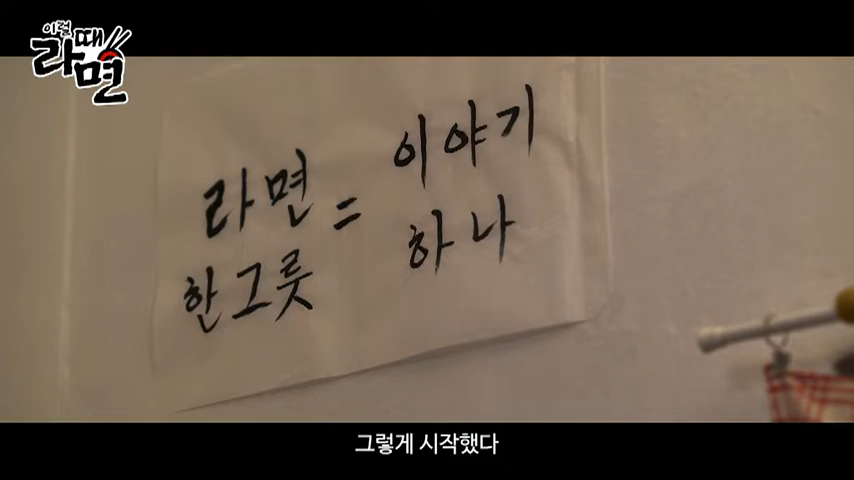 이럴 때
라면
라면 = 이야기
한그릇 하나
그렇게 시작했다